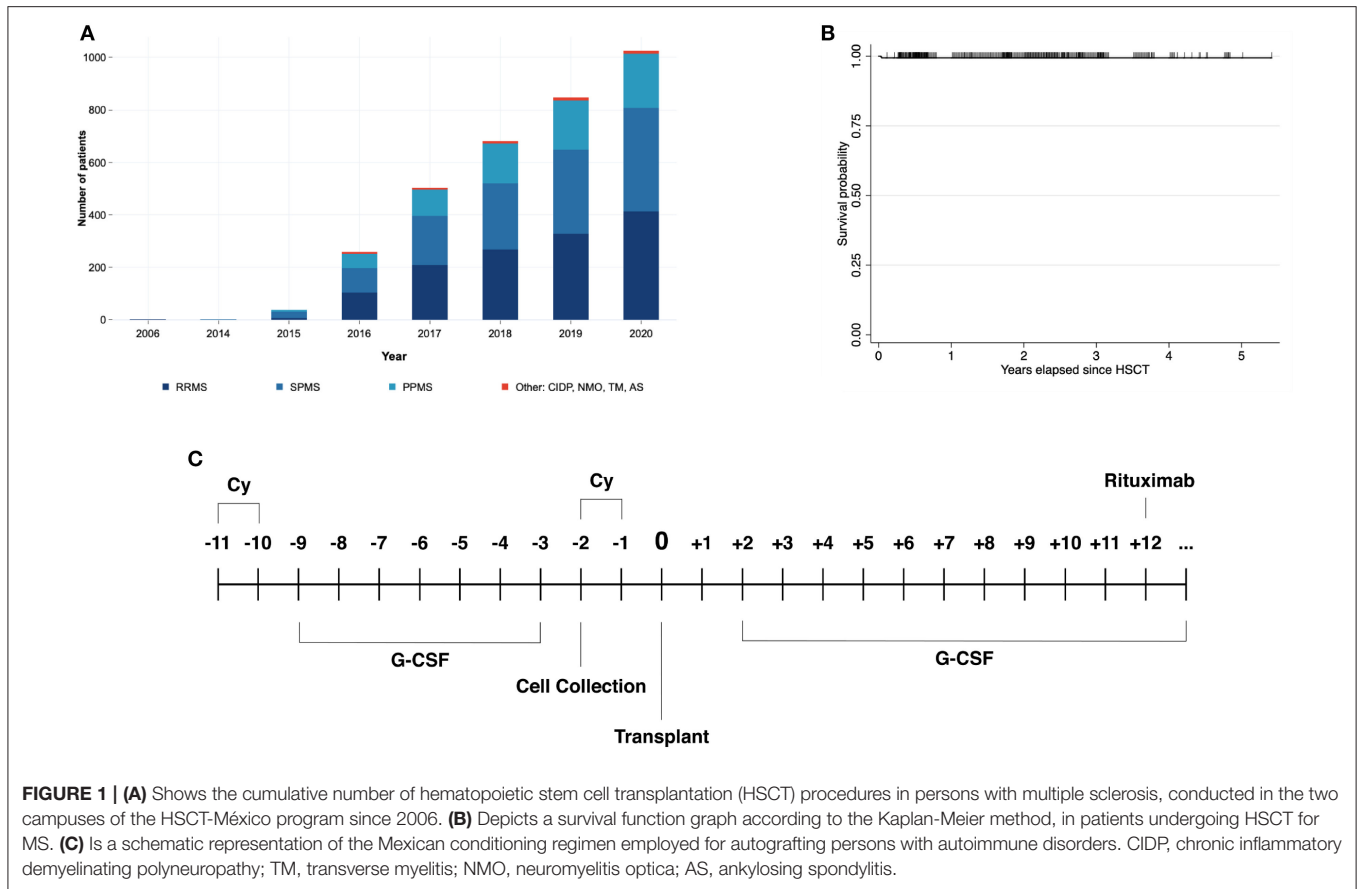 A
Number of patients
1000
800
600
400
200
0
2006 2014 2015 2016 2017 2018 2019 2020
Year
RRMS SPMS PPMS Other: CIDP, NMO, TM, AS
B
Survival probability
1.00
0.75
0.50
0.25
0.00
0 1 2 3 4 5
Years elapsed since HSCT
C
Cy Cy Rituximab
-11 -10 -9 -8 -7 -6 -5 -4 -3 -2 -1 0 +1 +2 +3 +4 +5 +6 +7 +8 +9 +10 +11 +12 ...
G-CSF G-CSF
Cell Collection
Transplant
FIGURE 1 | (A) Shows the cumulative number of hematopoietic stem cell transplantation (HSCT) procedures in persons with multiple sclerosis, conducted in the two
campuses of the HSCT-México program since 2006. (B) Depicts a survival function graph according to the Kaplan-Meier method, in patients undergoing HSCT for
MS. (C) Is a schematic representation of the Mexican conditioning regimen employed for autografting persons with autoimmune disorders. CIDP, chronic inflammatory
demyelinating polyneuropathy; TM, transverse myelitis; NMO, neuromyelitis optica; AS, ankylosing spondylitis.